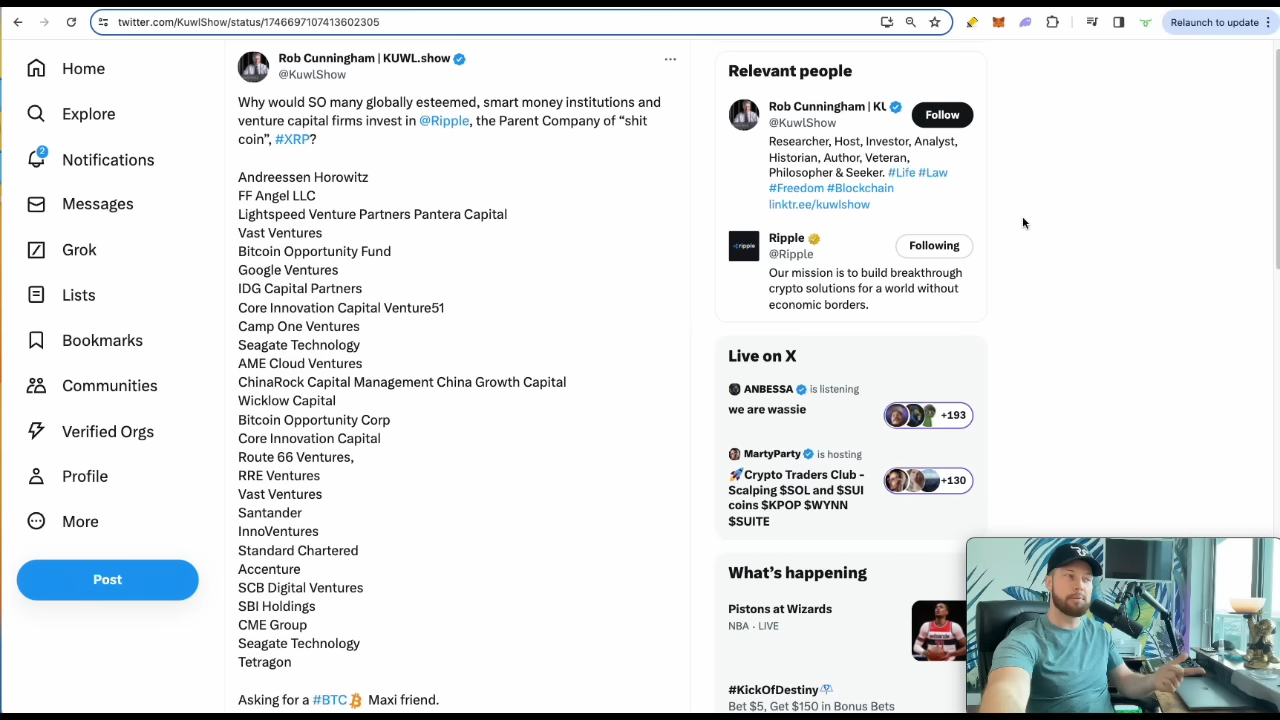 twitter.com/KuwlShow/status/1746697107413602305
Relaunch to update
Home
Explore
2
Notifications
Messages
Grok
Lists
Bookmarks
Communities
Verified Orgs
Profile
More
Post
Rob Cunningham | KUWL.show
@KuwlShow
Why would SO many globally esteemed, smart money institutions and
venture capital firms invest in @Ripple, the Parent Company of “shit
coin”, #XRP?
Andreessen Horowitz
FF Angel LLC
Lightspeed Venture Partners Pantera Capital
Vast Ventures
Bitcoin Opportunity Fund
Google Ventures
IDG Capital Partners
Core Innovation Capital Venture51
Camp One Ventures
Seagate Technology
AME Cloud Ventures
ChinaRock Capital Management China Growth Capital
Wicklow Capital
Bitcoin Opportunity Corp
Core Innovation Capital
Route 66 Ventures,
RRE Ventures
Vast Ventures
Santander
InnoVentures
Standard Chartered
Accenture
SCB Digital Ventures
SBI Holdings
CME Group
Seagate Technology
Tetragon
Asking for a #BTC Maxi friend.
Relevant people
Rob Cunningham | KU
@KuwlShow
Follow
Researcher, Host, Investor, Analyst,
Historian, Author, Veteran,
Philosopher & Seeker. #Life #Law
#Freedom #Blockchain
linktr.ee/kuwlshow
ripple
Ripple
@Ripple
Following
Our mission is to build breakthrough
crypto solutions for a world without
economic borders.
Live on X
ANBESSA is listening
we are wassie
+193
MartyParty is hosting
🚀Crypto Traders Club -
Scalping $SOL and $SUI
coins $KPOP $WYNN
$SUITE
+130
What’s happening
Pistons at Wizards
NBA · LIVE
#KickOfDestiny
Bet $5, Get $150 in Bonus Bets